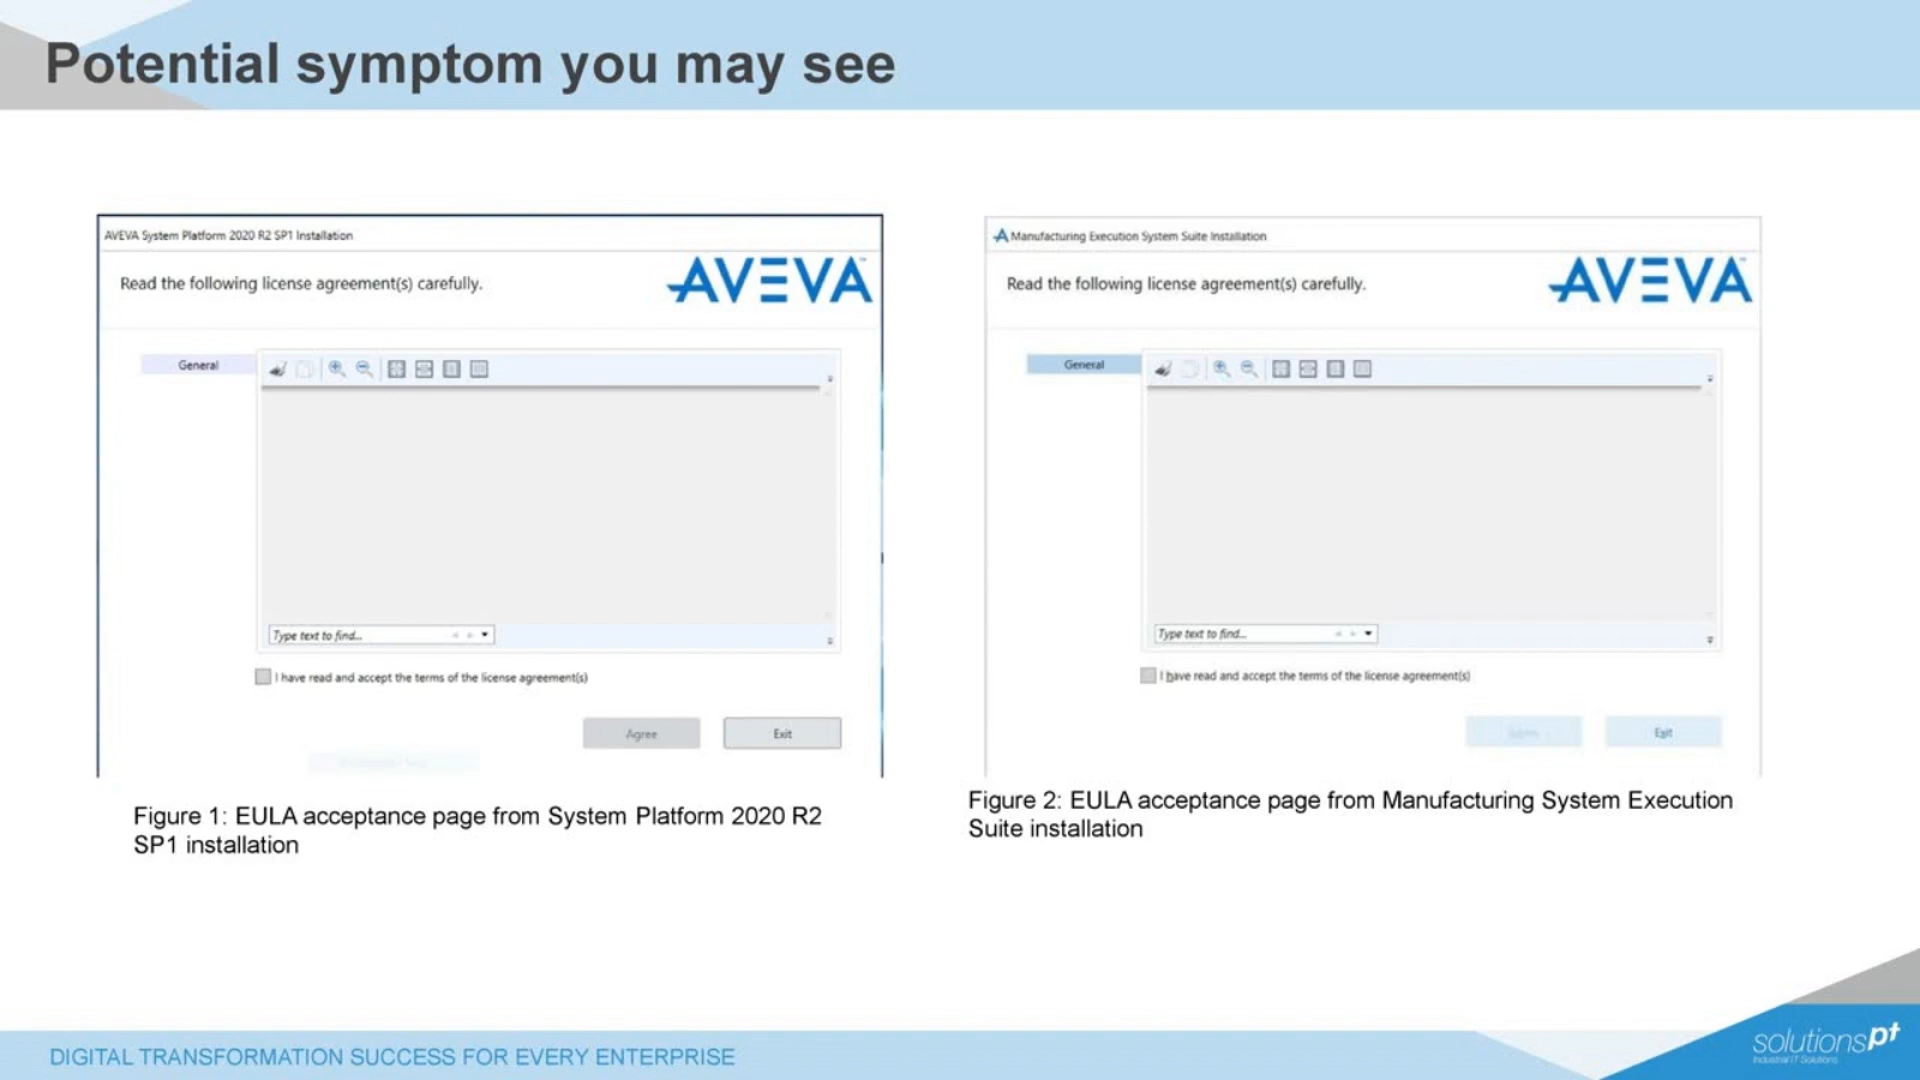 Potential symptom you may see
AVEVA System Platform 2020 R2 SP1 Installation
Read the following license agreement(s) carefully.
AVEVA
General
Type text to find...
I have read and accept the terms of the license agreement(s)
Agree
Exit
Figure 1: EULA acceptance page from System Platform 2020 R2
SP1 installation
Manufacturing Execution System Suite Installation
Read the following license agreement(s) carefully.
AVEVA
General
Type text to find...
I have read and accept the terms of the license agreement(s)
Exit
Figure 2: EULA acceptance page from Manufacturing System Execution
Suite installation
DIGITAL TRANSFORMATION SUCCESS FOR EVERY ENTERPRISE
solutionspt
Industrial IT Solutions